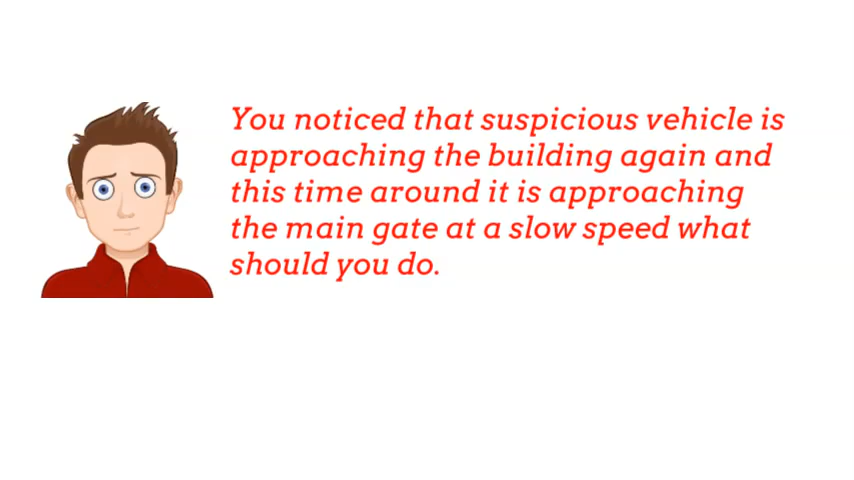 You noticed that suspicious vehicle is
approaching the building again and
this time around it is approaching
the main gate at a slow speed what
should you do.